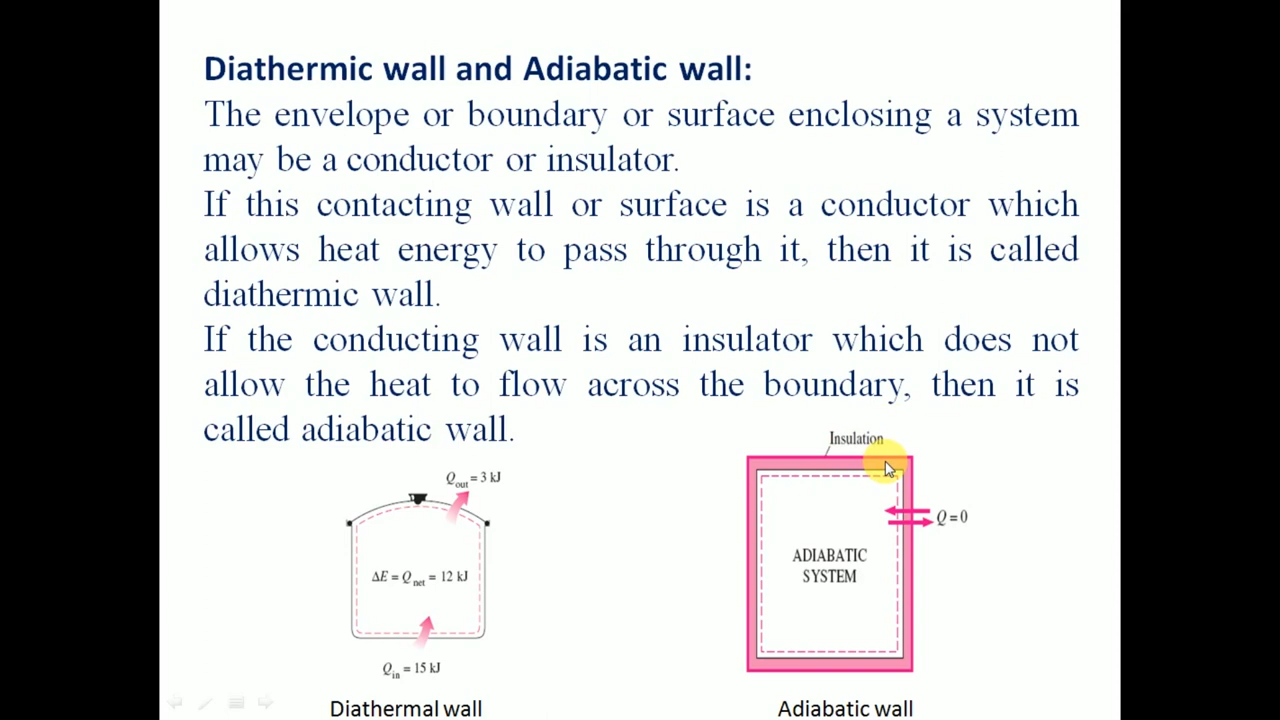 Diathermic wall and Adiabatic wall:
The envelope or boundary or surface enclosing a system
may be a conductor or insulator.
If this contacting wall or surface is a conductor which
allows heat energy to pass through it, then it is called
diathermic wall.
If the conducting wall is an insulator which does not
allow the heat to flow across the boundary, then it is
called adiabatic wall.
Insulation
Qout = 3 kJ
Q = 0
ADIABATIC
SYSTEM
ΔE = Qnet = 12 kJ
Qin = 15 kJ
Diathermal wall
Adiabatic wall